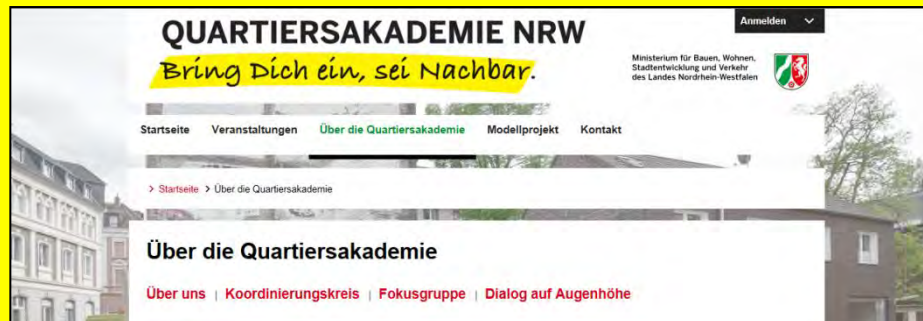 QUARTIERSAKADEMIE NRW
Bring Dich ein, sei Nachbar.
Anmelden
Ministerium für Bauen, Wohnen,
Stadtentwicklung und Verkehr
des Landes Nordrhein-Westfalen
Startseite Veranstaltungen Über die Quartiersakademie Modellprojekt Kontakt
> Startseite > Über die Quartiersakademie
Über die Quartiersakademie
Über uns | Koordinierungskreis | Fokusgruppe | Dialog auf Augenhöhe